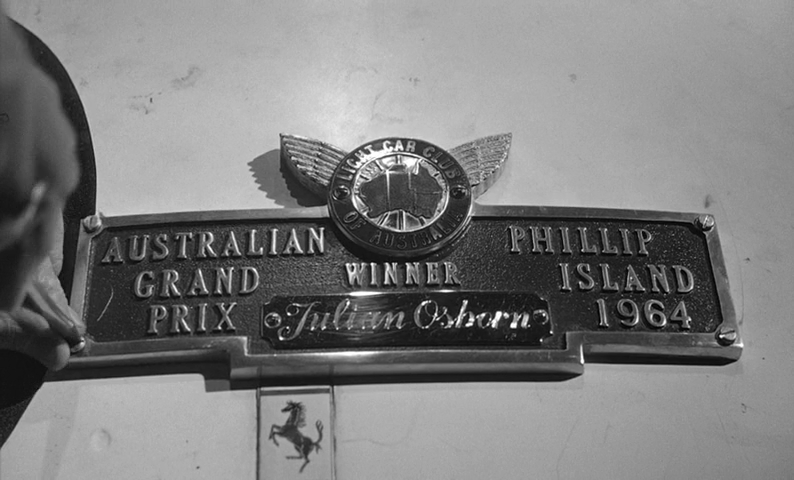 LIGHT CAR CLUB
OF AUSTRALIA
AUSTRALIAN
GRAND
PRIX
WINNER
Julian Osborn
PHILLIP
ISLAND
1964